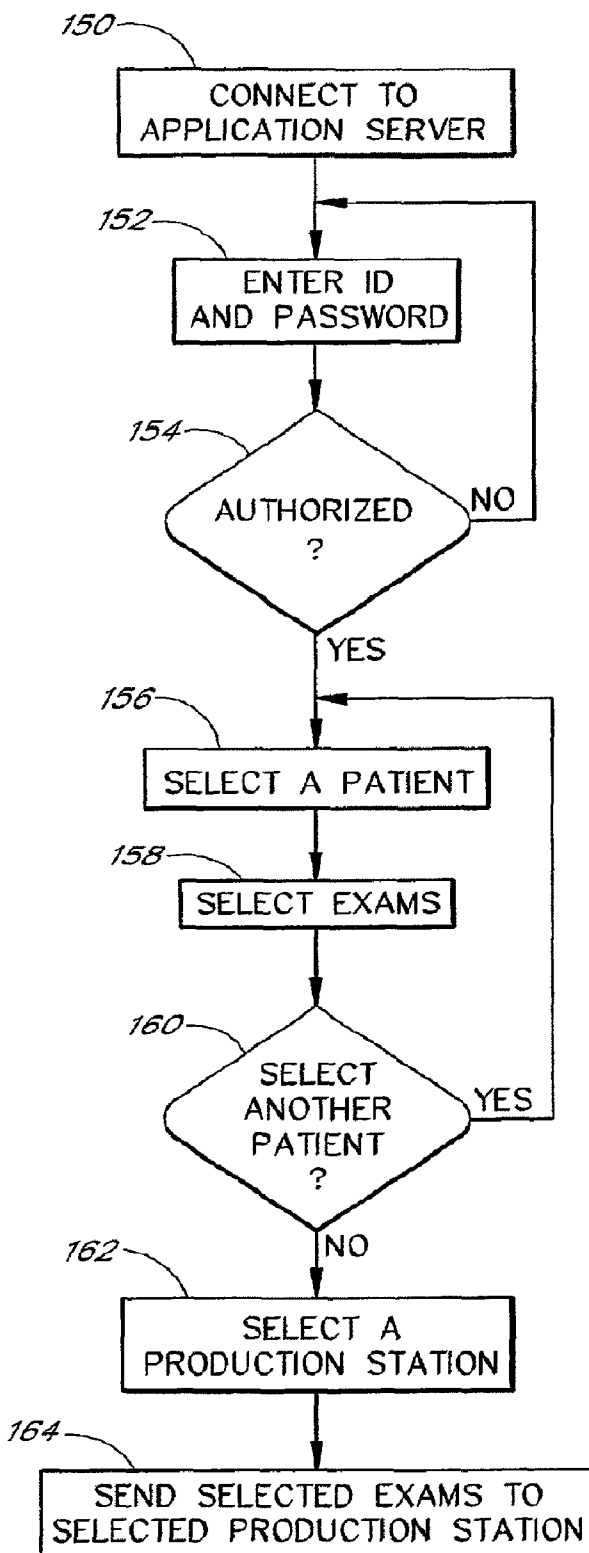 150
CONNECT TO
APPLICATION SERVER
152
ENTER ID
AND PASSWORD
154
AUTHORIZED
?
NO
YES
156
SELECT A PATIENT
158
SELECT EXAMS
160
SELECT
ANOTHER
PATIENT
?
YES
NO
162
SELECT A
PRODUCTION STATION
164
SEND SELECTED EXAMS TO
SELECTED PRODUCTION STATION